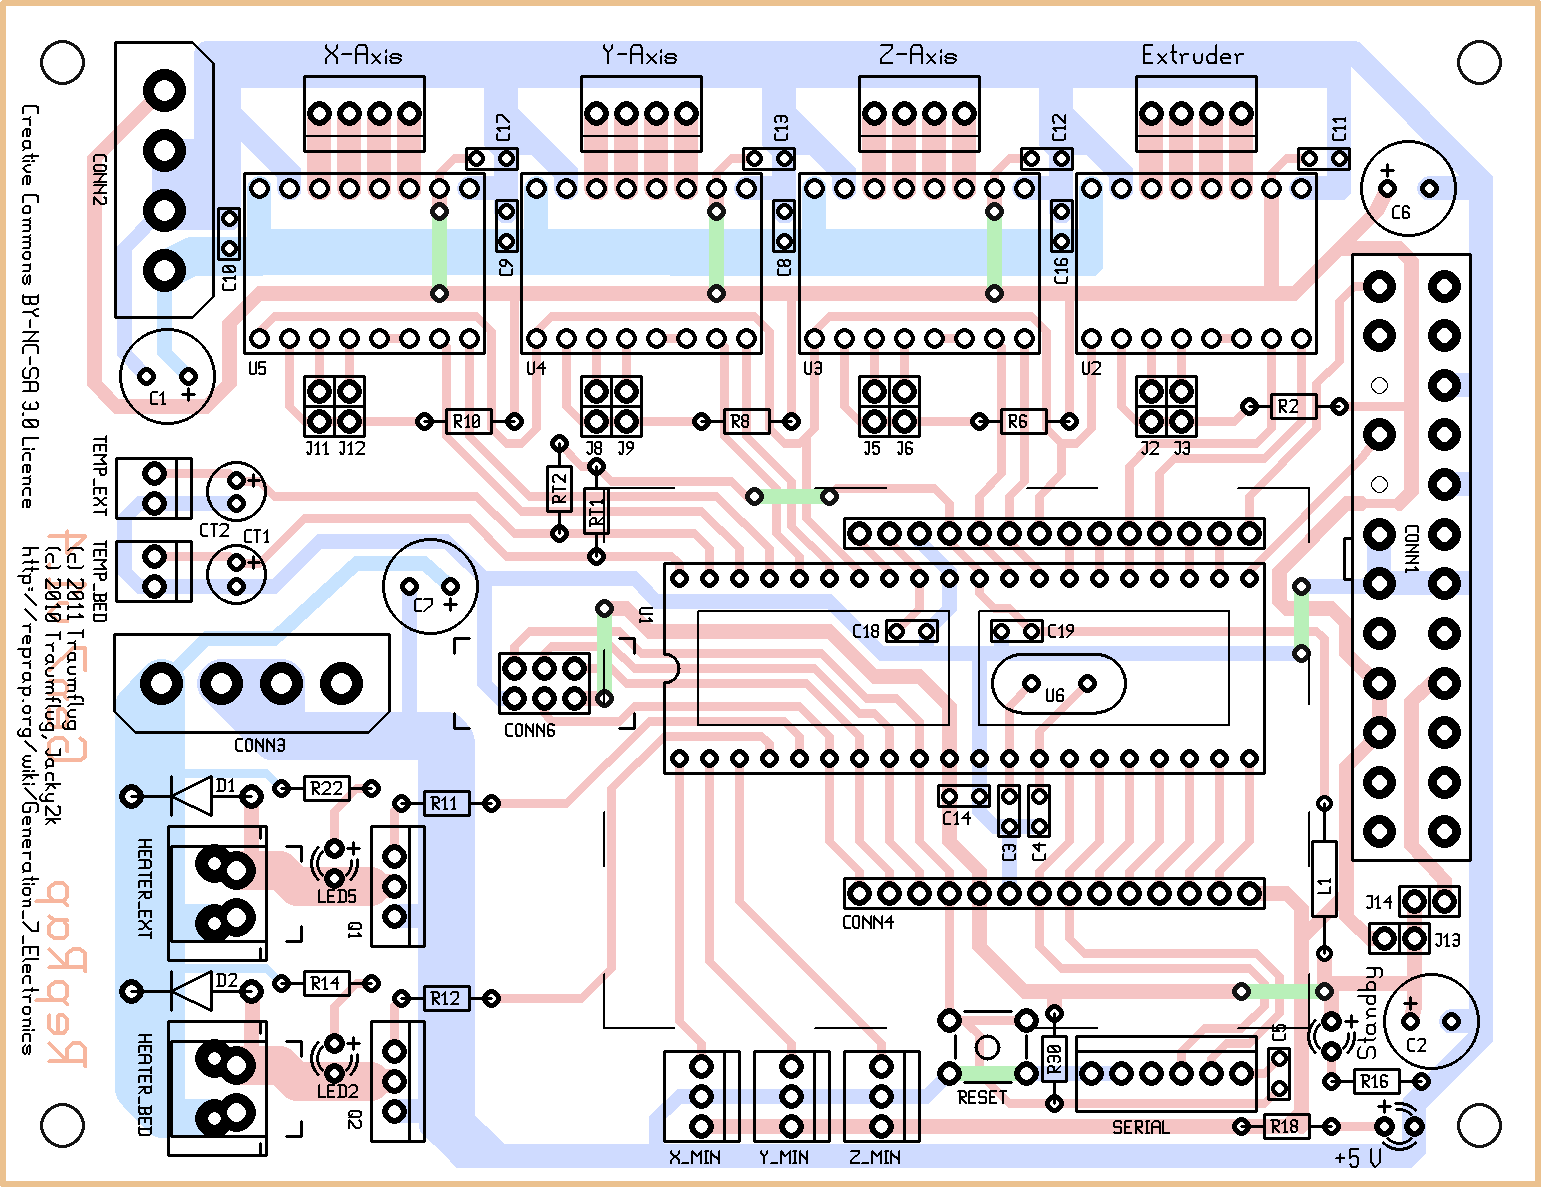 X-Axis
Y-Axis
Z-Axis
Extruder
C17
C13
C12
C11
CONN2
C10
C9
C8
C16
C6
U5
U4
U3
U2
C1
J11 J12
R10
J8 J9
R8
J5 J6
R6
J2 J3
R2
TEMP_EXT
CT2
CT1
RT2
RT1
TEMP_BED
C7
U1
C18
C19
CONN1
U6
CONN6
CONN3
D1
R22
R11
C14
C3
C4
HEATER_EXT
LED5
Q1
CONN4
L1
J14
J13
D2
R14
R12
Standby
C2
C5
HEATER_BED
LED2
Q2
R30
RESET
R16
SERIAL
R18
X_MIN
Y_MIN
Z_MIN
+5 V
Creative Commons BY-NC-SA 3.0 Licence
(c) 2011 Traumflug
(c) 2010 Traumflug,Jacky2k
http://reprap.org/wiki/Generation_7_Electronics
RepRap